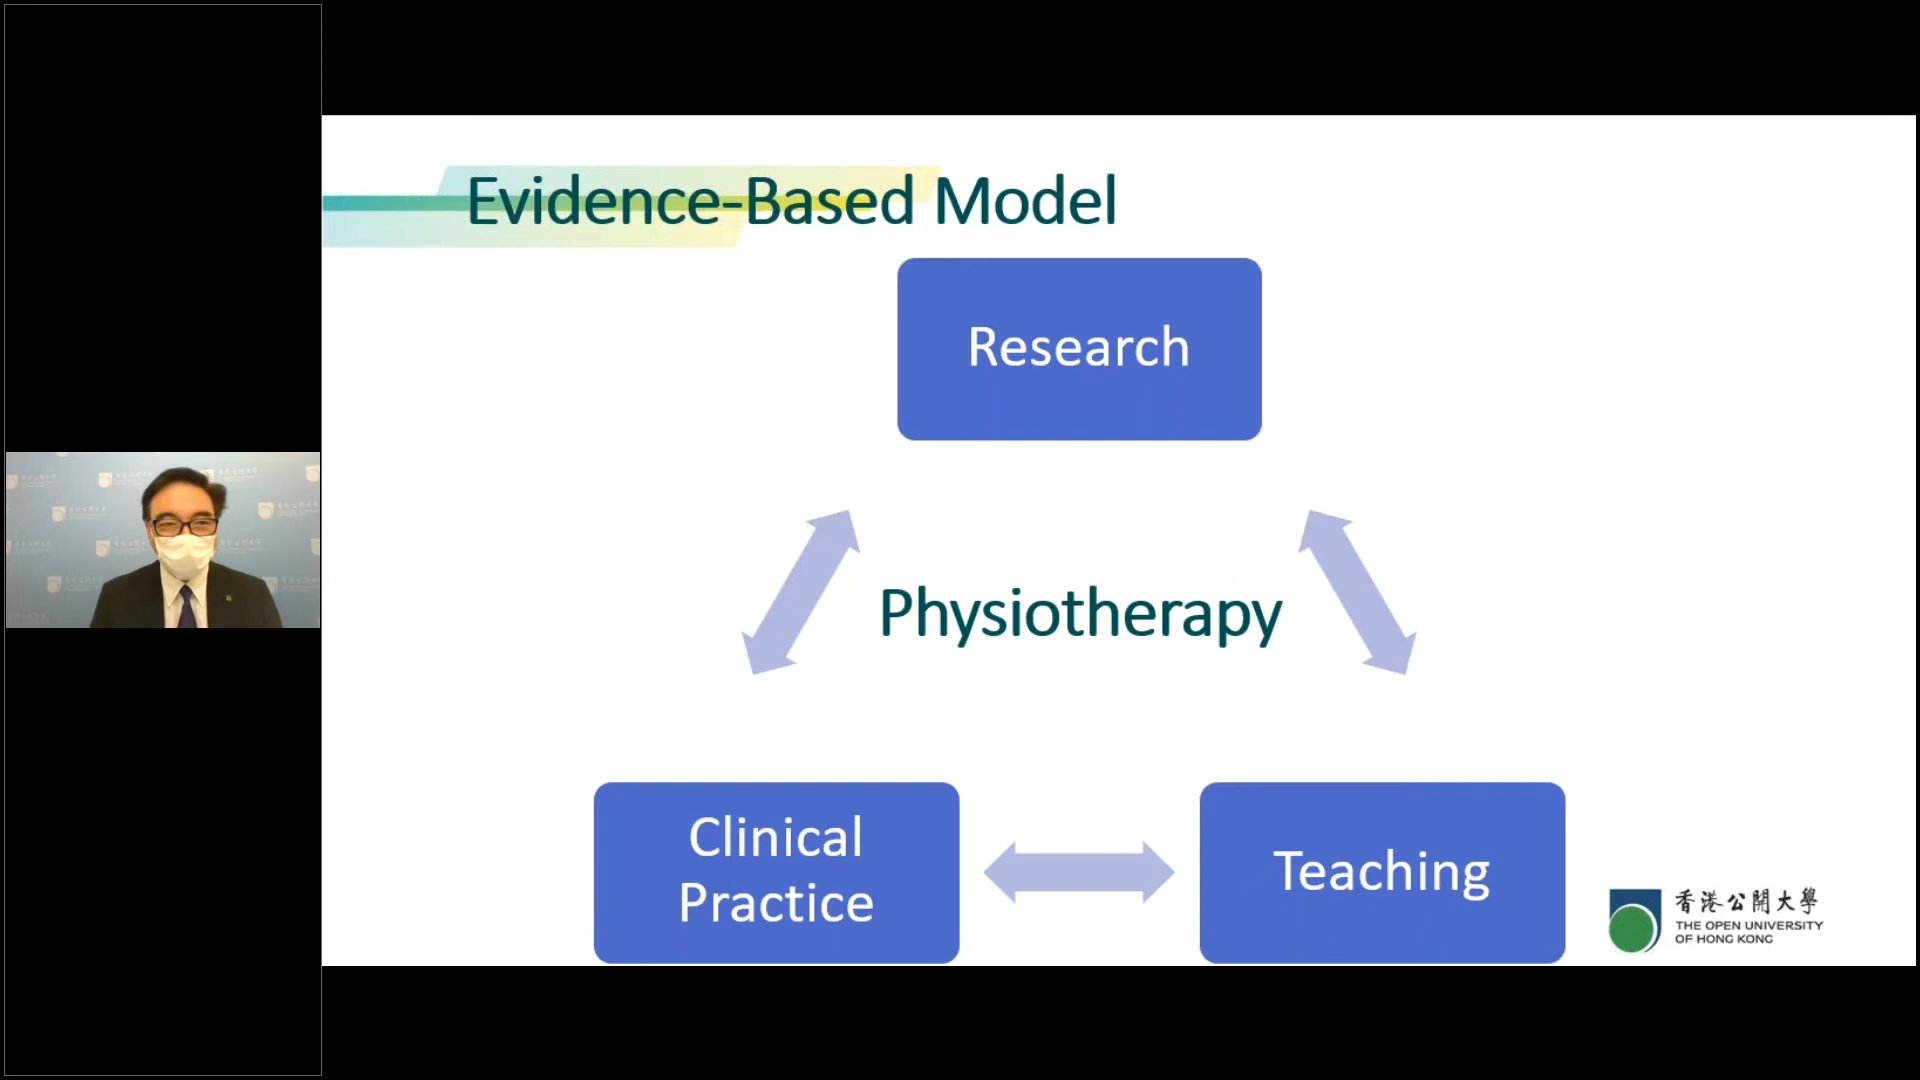 Evidence-Based Model
Research
Physiotherapy
Clinical
Practice
Teaching
香港公開大學
THE OPEN UNIVERSITY
OF HONG KONG